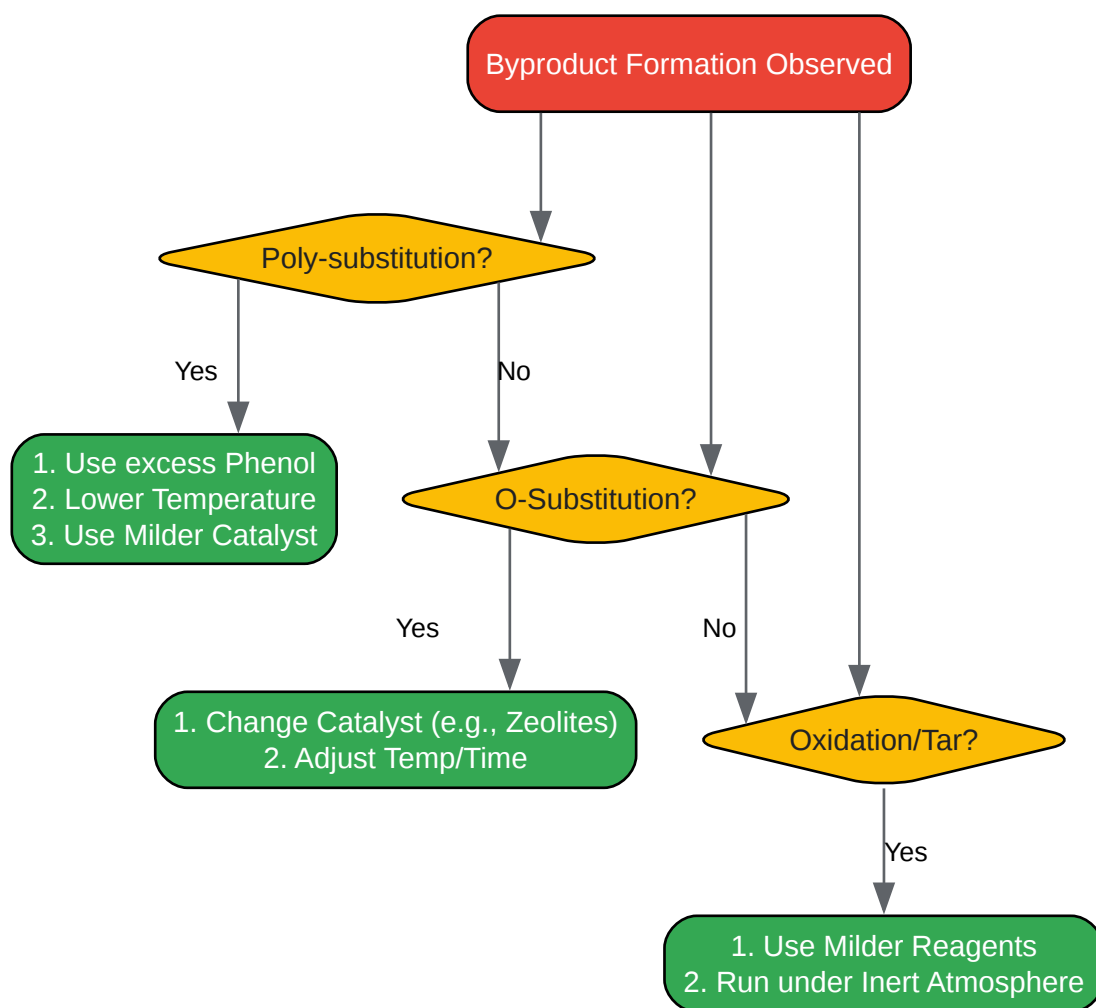 Byproduct Formation Observed
Poly-substitution?
Yes
No
1. Use excess Phenol
2. Lower Temperature
3. Use Milder Catalyst
O-Substitution?
Yes
No
1. Change Catalyst (e.g., Zeolites)
2. Adjust Temp/Time
Oxidation/Tar?
Yes
1. Use Milder Reagents
2. Run under Inert Atmosphere